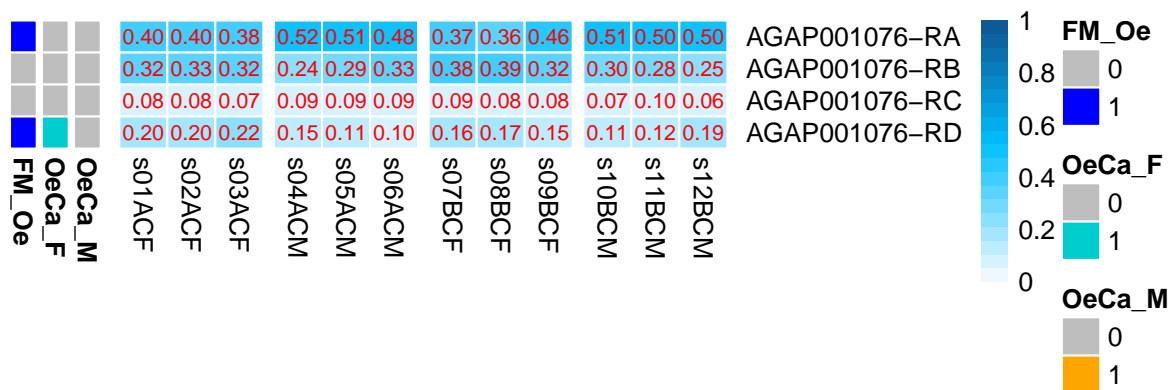 0.40 0.40 0.38 0.52 0.51 0.48 0.37 0.36 0.46 0.51 0.50 0.50 AGAP001076−RA
0.32 0.33 0.32 0.24 0.29 0.33 0.38 0.39 0.32 0.30 0.28 0.25 AGAP001076−RB
0.08 0.08 0.07 0.09 0.09 0.09 0.09 0.08 0.08 0.07 0.10 0.06 AGAP001076−RC
0.20 0.20 0.22 0.15 0.11 0.10 0.16 0.17 0.15 0.11 0.12 0.19 AGAP001076−RD
FM_Oe
OeCa_F
OeCa_M
s01ACF
s02ACF
s03ACF
s04ACM
s05ACM
s06ACM
s07BCF
s08BCF
s09BCF
s10BCM
s11BCM
s12BCM
1
0.8
0.6
0.4
0.2
0
FM_Oe
0
1
OeCa_F
0
1
OeCa_M
0
1